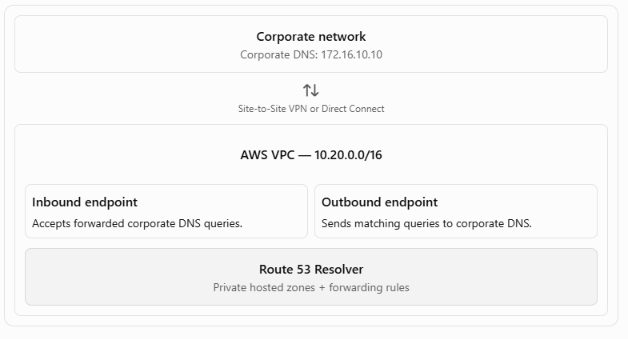 Corporate network
Corporate DNS: 172.16.10.10
Site-to-Site VPN or Direct Connect
AWS VPC — 10.20.0.0/16
Inbound endpoint
Accepts forwarded corporate DNS queries.
Outbound endpoint
Sends matching queries to corporate DNS.
Route 53 Resolver
Private hosted zones + forwarding rules